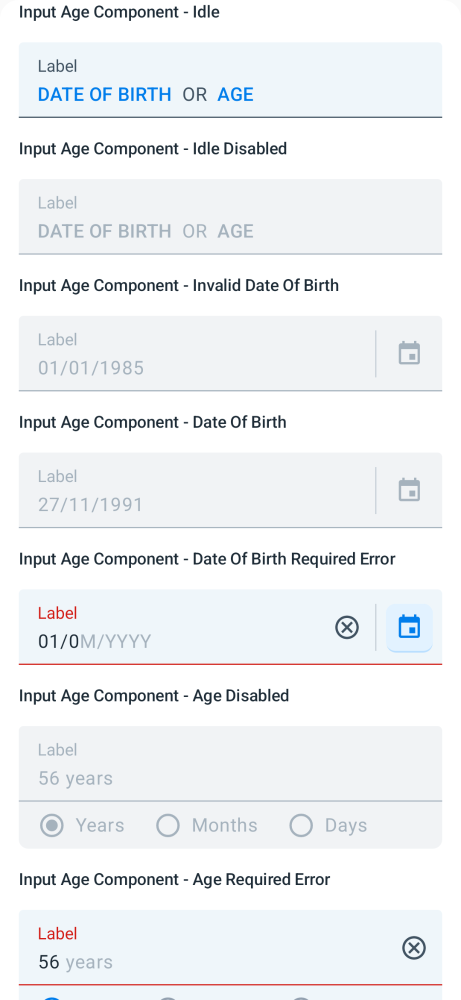 Input Age Component - Idle
Label
DATE OF BIRTH OR AGE
Input Age Component - Idle Disabled
Label
DATE OF BIRTH OR AGE
Input Age Component - Invalid Date Of Birth
Label
01/01/1985
Input Age Component - Date Of Birth
Label
27/11/1991
Input Age Component - Date Of Birth Required Error
Label
01/0M/YYYY
Input Age Component - Age Disabled
Label
56 years
Years Months Days
Input Age Component - Age Required Error
Label
56 years